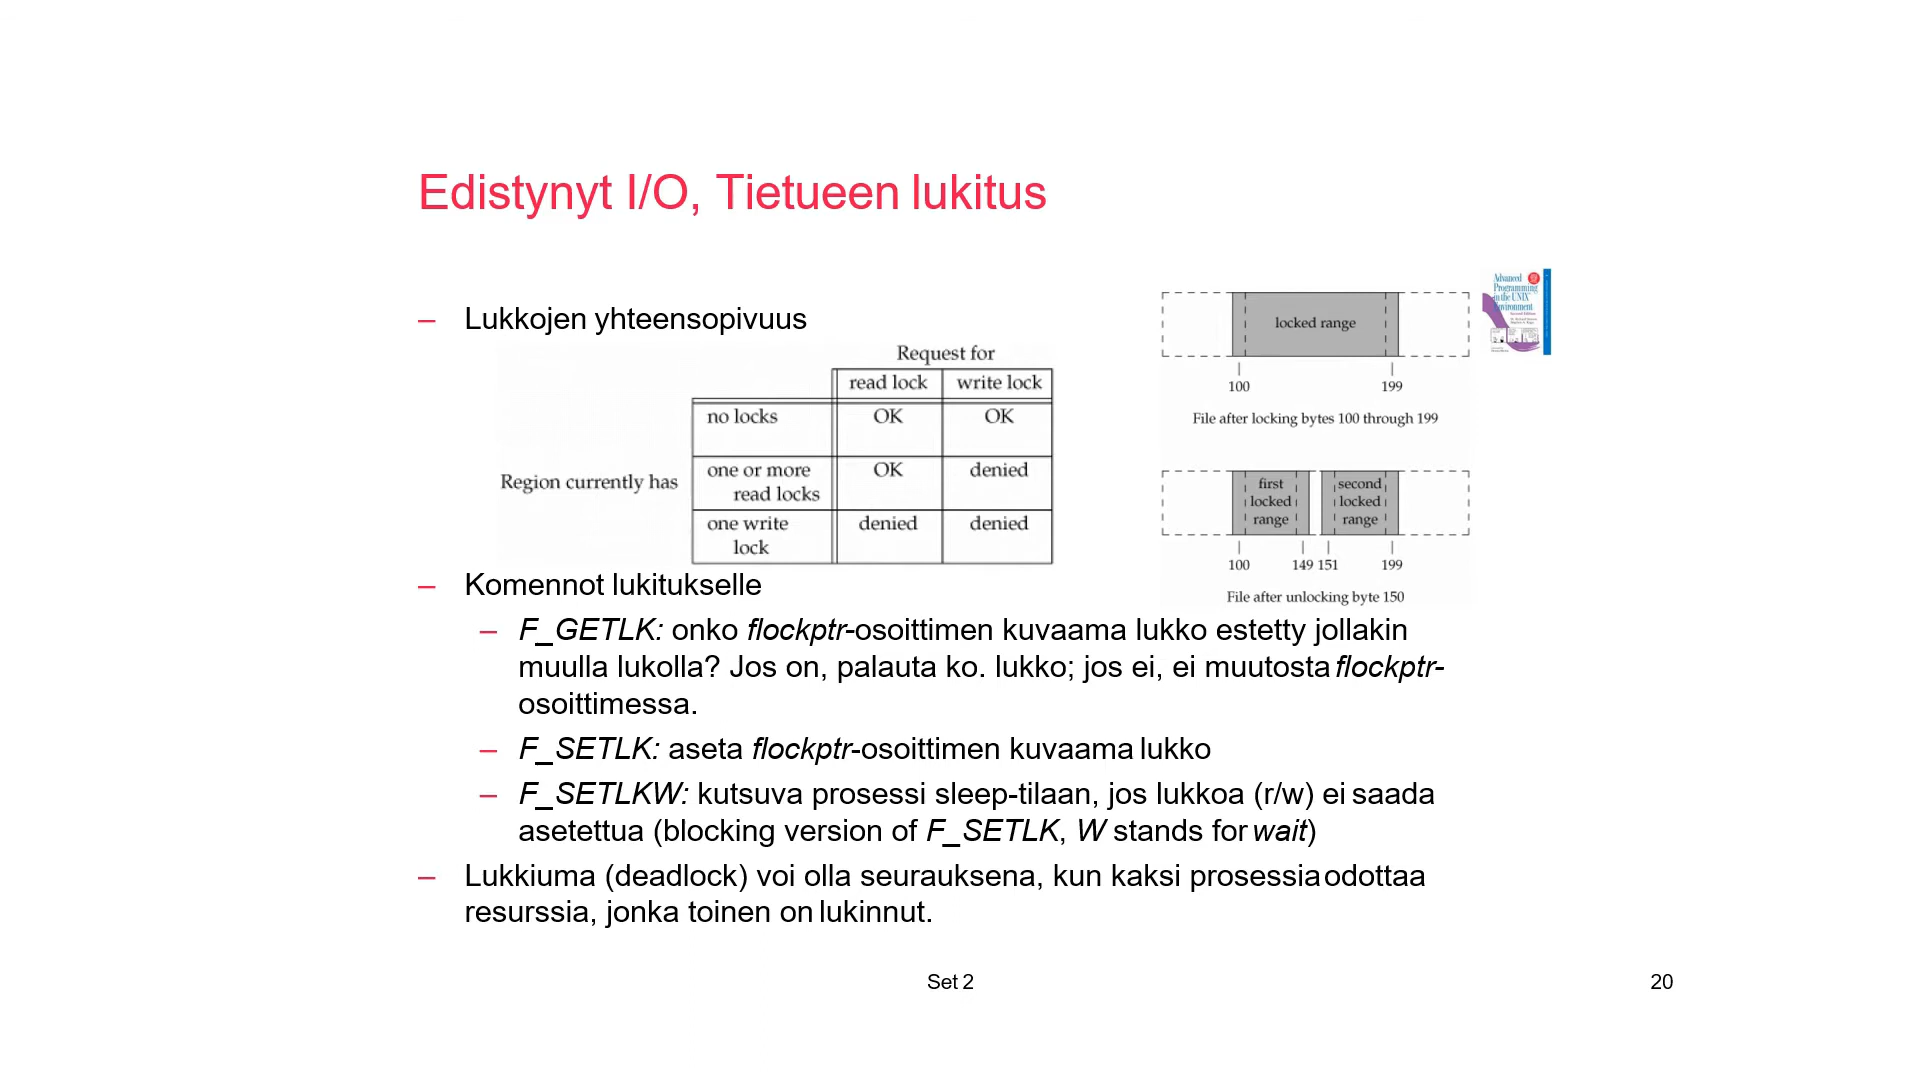 Edistynyt I/O, Tietueen lukitus
– Lukkojen yhteensopivuus
Request for
read lock write lock
no locks OK OK
Region currently has
one or more
read locks
OK denied
one write
lock
denied denied
locked range
100 199
File after locking bytes 100 through 199
first
locked
range
second
locked
range
100 149 151 199
File after unlocking byte 150
Advanced
Programming
in the UNIX
Environment
– Komennot lukitukselle
– F_GETLK: onko flockptr-osoittimen kuvaama lukko estetty jollakin
muulla lukolla? Jos on, palauta ko. lukko; jos ei, ei muutosta flockptr-
osoittimessa.
– F_SETLK: aseta flockptr-osoittimen kuvaama lukko
– F_SETLKW: kutsuva prosessi sleep-tilaan, jos lukkoa (r/w) ei saada
asetettua (blocking version of F_SETLK, W stands for wait)
– Lukkiuma (deadlock) voi olla seurauksena, kun kaksi prosessia odottaa
resurssia, jonka toinen on lukinnut.
Set 2
20